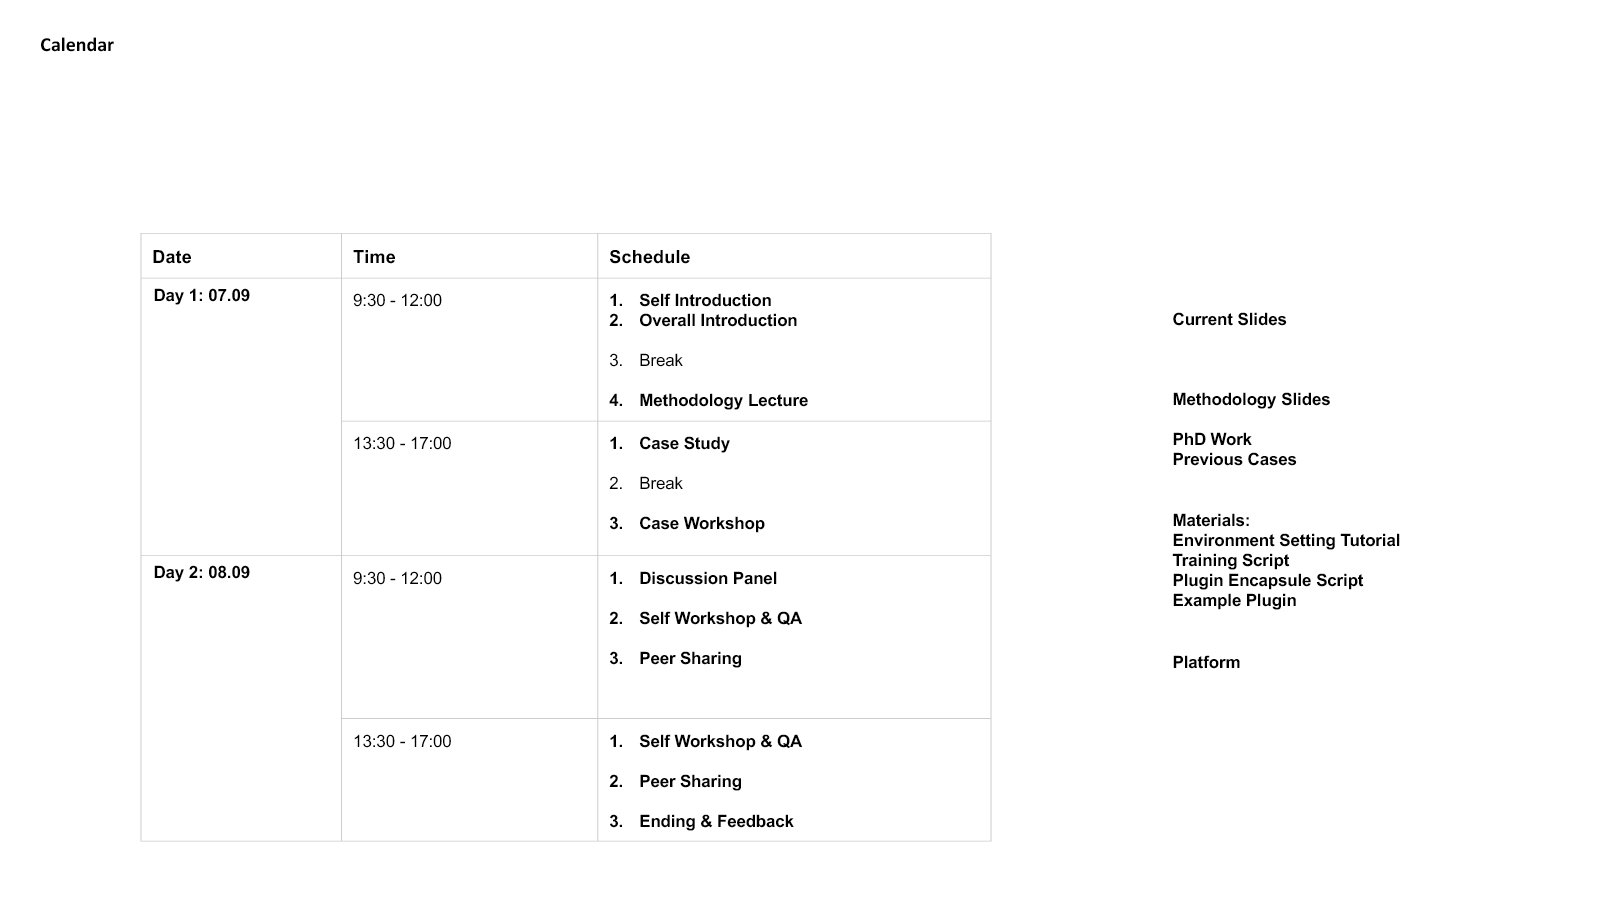 Calendar
Date Time Schedule
Day 1: 07.09
9:30 - 12:00
1. Self Introduction
2. Overall Introduction
3. Break
4. Methodology Lecture
13:30 - 17:00
1. Case Study
2. Break
3. Case Workshop
Day 2: 08.09
9:30 - 12:00
1. Discussion Panel
2. Self Workshop & QA
3. Peer Sharing
13:30 - 17:00
1. Self Workshop & QA
2. Peer Sharing
3. Ending & Feedback
Current Slides
Methodology Slides
PhD Work
Previous Cases
Materials:
Environment Setting Tutorial
Training Script
Plugin Encapsule Script
Example Plugin
Platform